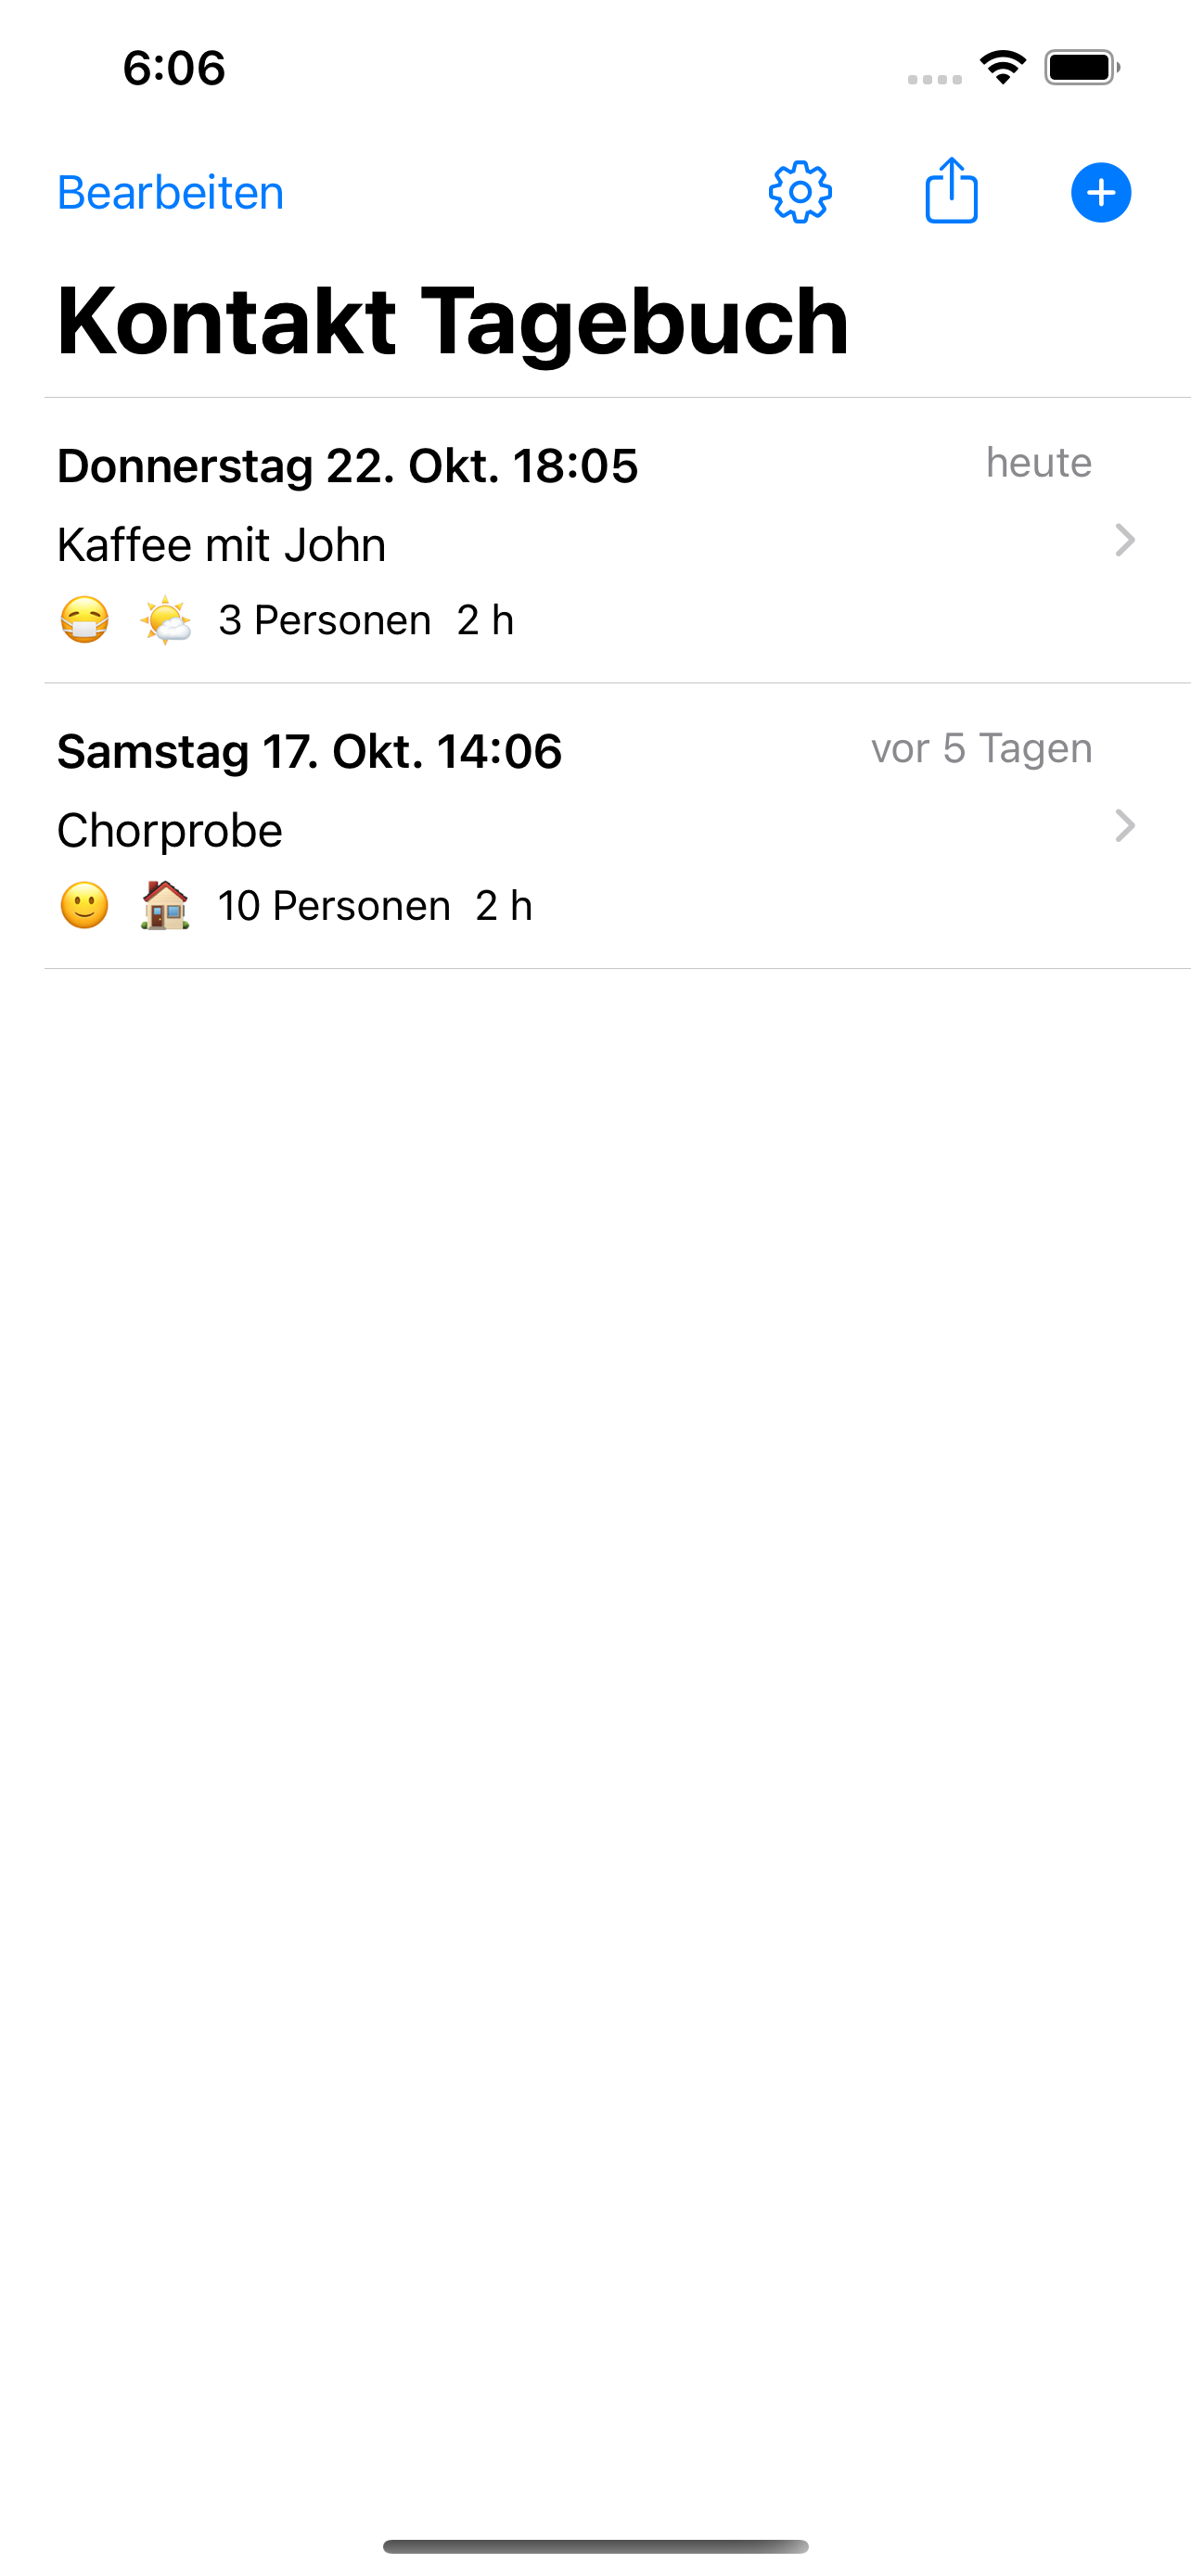 6:06
Bearbeiten
Kontakt Tagebuch
Donnerstag 22. Okt. 18:05 heute
Kaffee mit John
😷 🌤 3 Personen 2 h
Samstag 17. Okt. 14:06 vor 5 Tagen
Chorprobe
🙂 🏠 10 Personen 2 h